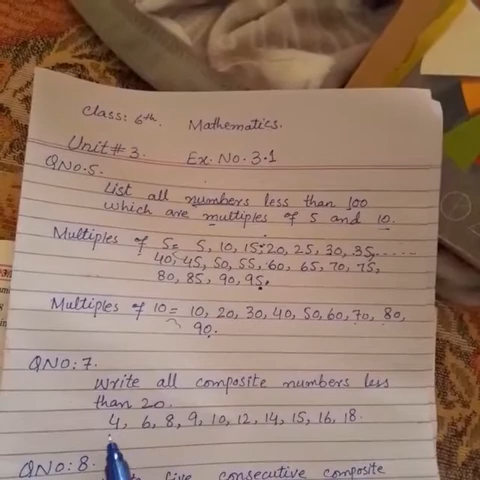 Class: 6th. Mathematics.
Unit # 3. Ex. No. 3.1
QNO.5.
List all numbers less than 100
which are multiples of 5 and 10.
Multiples of 5= 5, 10, 15, 20, 25, 30, 35,......
40, 45, 50, 55, 60, 65, 70, 75,
80, 85, 90, 95.
Multiples of 10 = 10, 20, 30, 40, 50, 60, 70, 80,
90.
QNO:7.
Write all composite numbers less
than 20.
4, 6, 8, 9, 10, 12, 14, 15, 16, 18.
QNO:8.
five consecutive composite